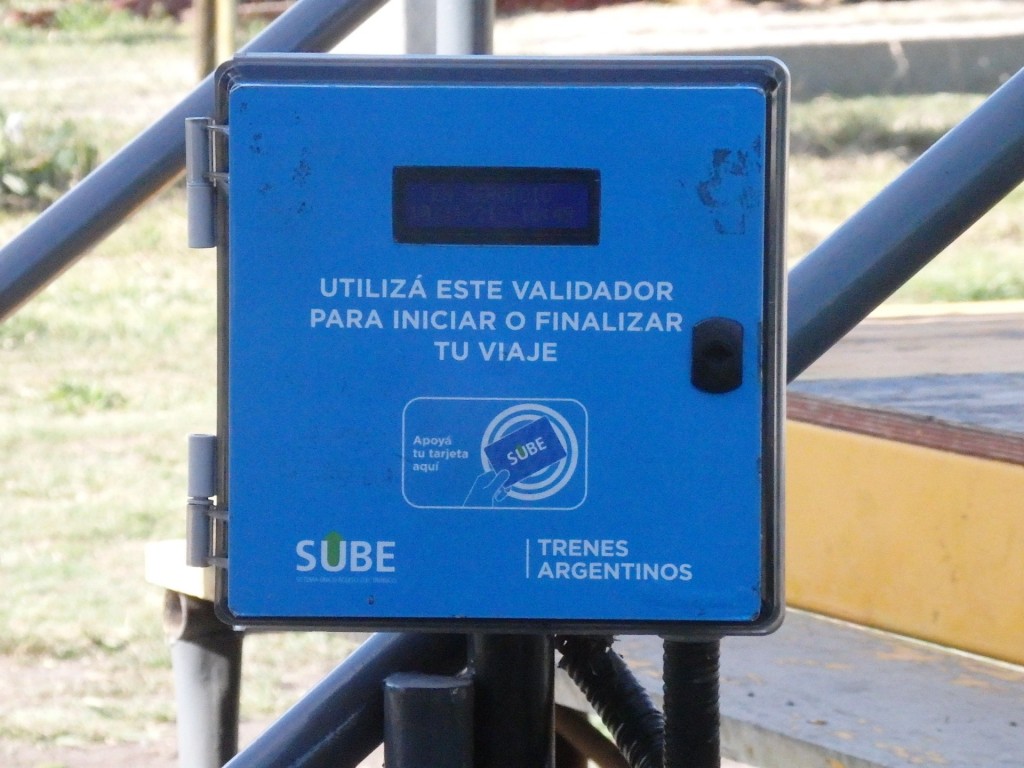 UTILIZÁ ESTE VALIDADOR
PARA INICIAR O FINALIZAR
TU VIAJE
Apoyá
tu tarjeta
aquí
SUBE
SUBE
TRENES
ARGENTINOS